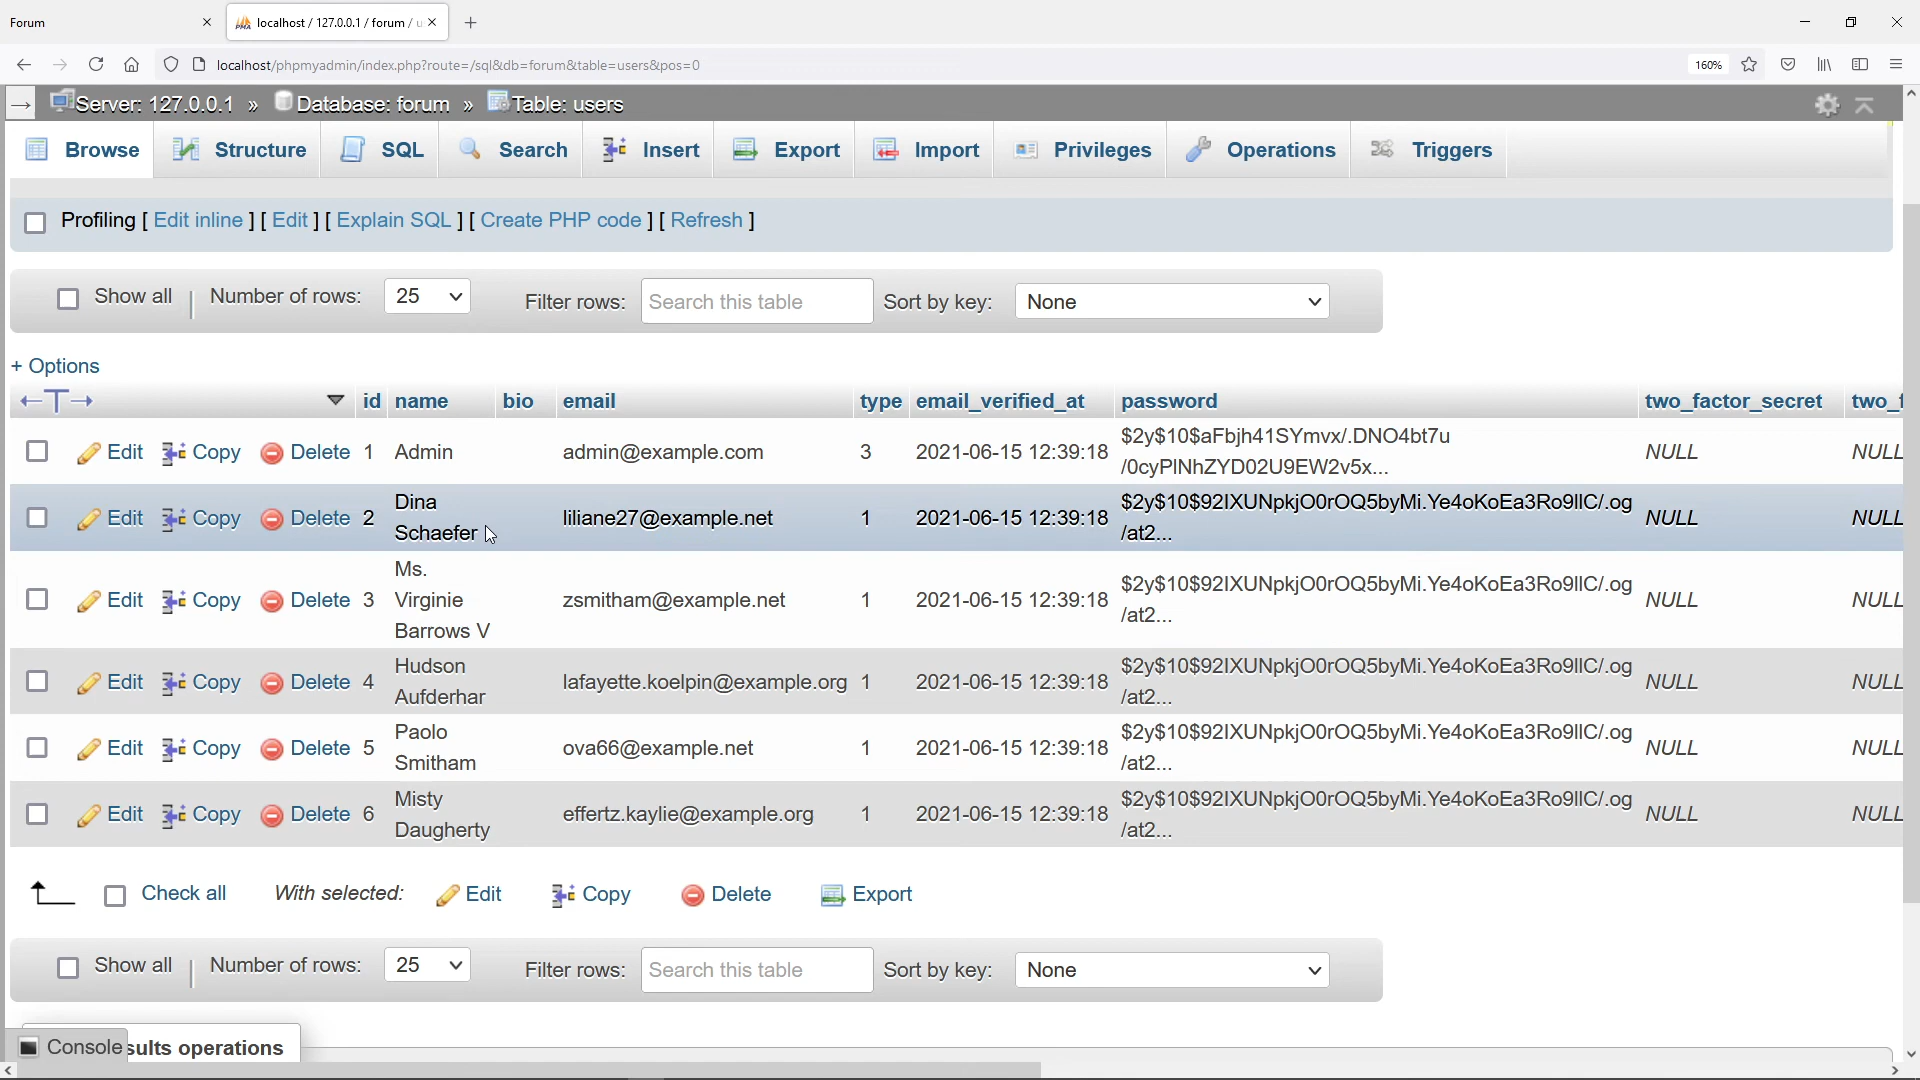 Forum
localhost / 127.0.0.1 / forum / u
localhost/phpmyadmin/index.php?route=/sql&db=forum&table=users&pos=0
160%
Server: 127.0.0.1 » Database: forum » Table: users
Browse Structure SQL Search Insert Export Import Privileges Operations Triggers
Profiling [ Edit inline ] [ Edit ] [ Explain SQL ] [ Create PHP code ] [ Refresh ]
Show all | Number of rows: 25 Filter rows: Search this table Sort by key: None
+ Options
←T→ id name bio email type email_verified_at password two_factor_secret two_f
Edit Copy Delete 1 Admin admin@example.com 3 2021-06-15 12:39:18 $2y$10$aFbjh41SYmvx/.DNO4bt7u NULL NULL
/0cyPINhZYD02U9EW2v5x...
Dina
Edit Copy Delete 2 Schaefer liliane27@example.net 1 2021-06-15 12:39:18 $2y$10$92IXUNpkjO0rOQ5byMi.Ye4oKoEa3Ro9llC/.og NULL NULL
/at2...
Ms.
Edit Copy Delete 3 Virginie zsmitham@example.net 1 2021-06-15 12:39:18 $2y$10$92IXUNpkjO0rOQ5byMi.Ye4oKoEa3Ro9llC/.og NULL NULL
Barrows V /at2...
Hudson
Edit Copy Delete 4 Aufderhar lafayette.koelpin@example.org 1 2021-06-15 12:39:18 $2y$10$92IXUNpkjO0rOQ5byMi.Ye4oKoEa3Ro9llC/.og NULL NULL
/at2...
Paolo
Edit Copy Delete 5 Smitham ova66@example.net 1 2021-06-15 12:39:18 $2y$10$92IXUNpkjO0rOQ5byMi.Ye4oKoEa3Ro9llC/.og NULL NULL
/at2...
Misty
Edit Copy Delete 6 Daugherty effertz.kaylie@example.org 1 2021-06-15 12:39:18 $2y$10$92IXUNpkjO0rOQ5byMi.Ye4oKoEa3Ro9llC/.og NULL NULL
/at2...
Check all With selected: Edit Copy Delete Export
Show all | Number of rows: 25 Filter rows: Search this table Sort by key: None
Console sults operations